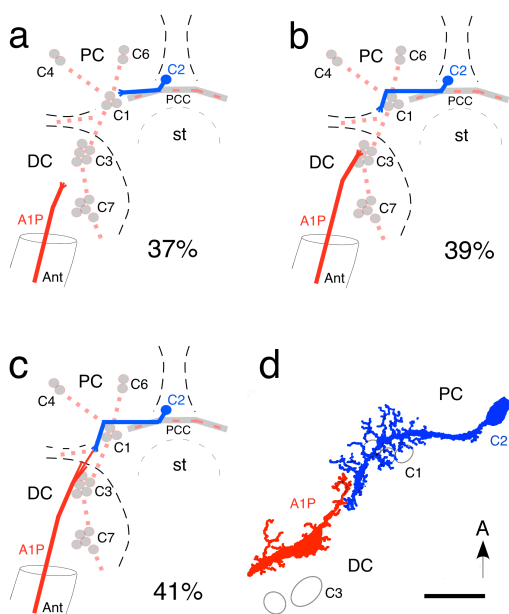 a
PC
C6
C4
C2
PCC
C1
st
DC
C3
A1P
C7
Ant
37%
b
PC
C6
C4
C2
PCC
C1
st
DC
C3
A1P
C7
Ant
39%
c
PC
C6
C4
C2
PCC
C1
st
DC
C3
A1P
C7
Ant
41%
d
PC
C2
C1
A1P
DC
A
C3